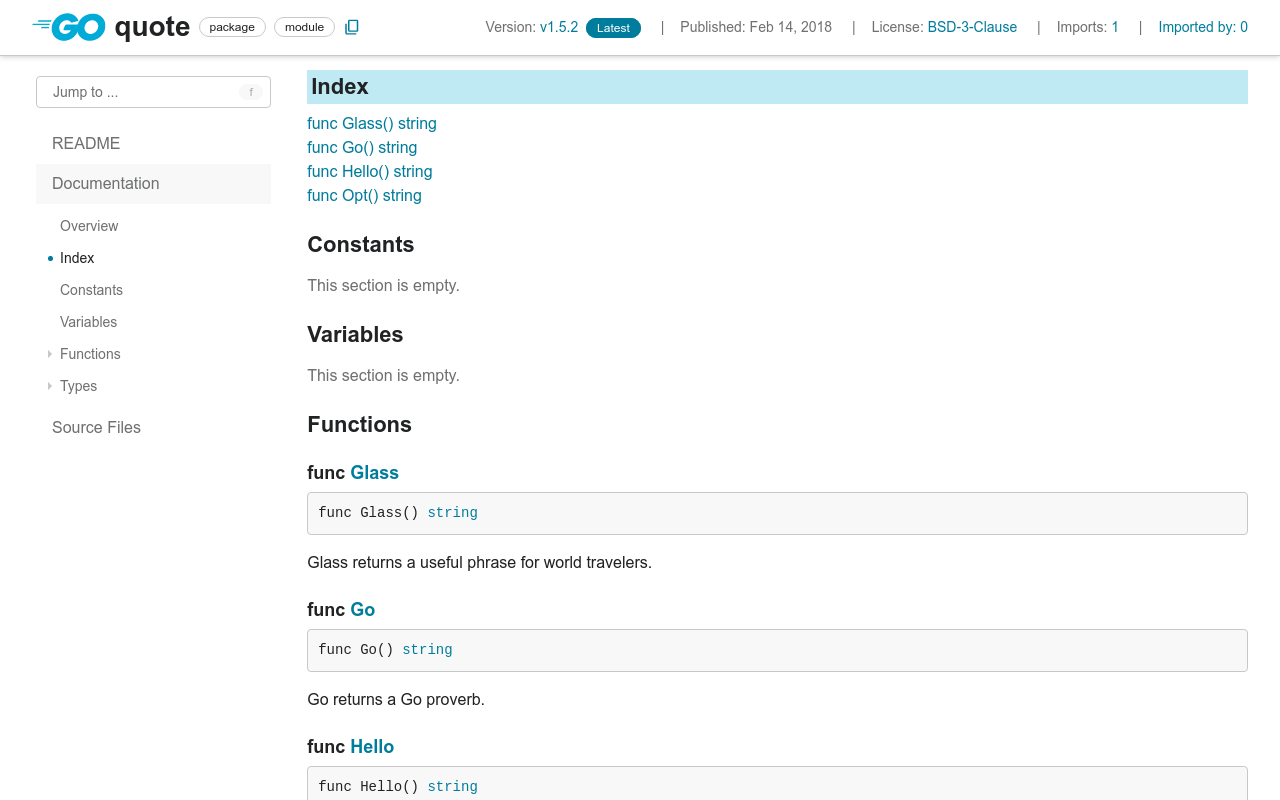 GO quote package module Version: v1.5.2 Latest | Published: Feb 14, 2018 | License: BSD-3-Clause | Imports: 1 | Imported by: 0
Jump to ... f
README
Documentation
Overview
Index
Constants
Variables
Functions
Types
Source Files
Index
func Glass() string
func Go() string
func Hello() string
func Opt() string
Constants
This section is empty.
Variables
This section is empty.
Functions
func Glass
func Glass() string
Glass returns a useful phrase for world travelers.
func Go
func Go() string
Go returns a Go proverb.
func Hello
func Hello() string